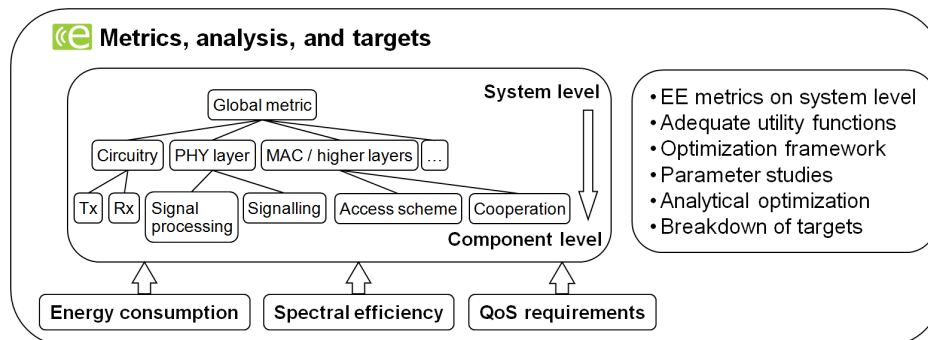 e Metrics, analysis, and targets
Global metric
System level
Circuitry
PHY layer
MAC / higher layers
...
Tx
Rx
Signal
processing
Signalling
Access scheme
Cooperation
Component level
Energy consumption
Spectral efficiency
QoS requirements
• EE metrics on system level
• Adequate utility functions
• Optimization framework
• Parameter studies
• Analytical optimization
• Breakdown of targets